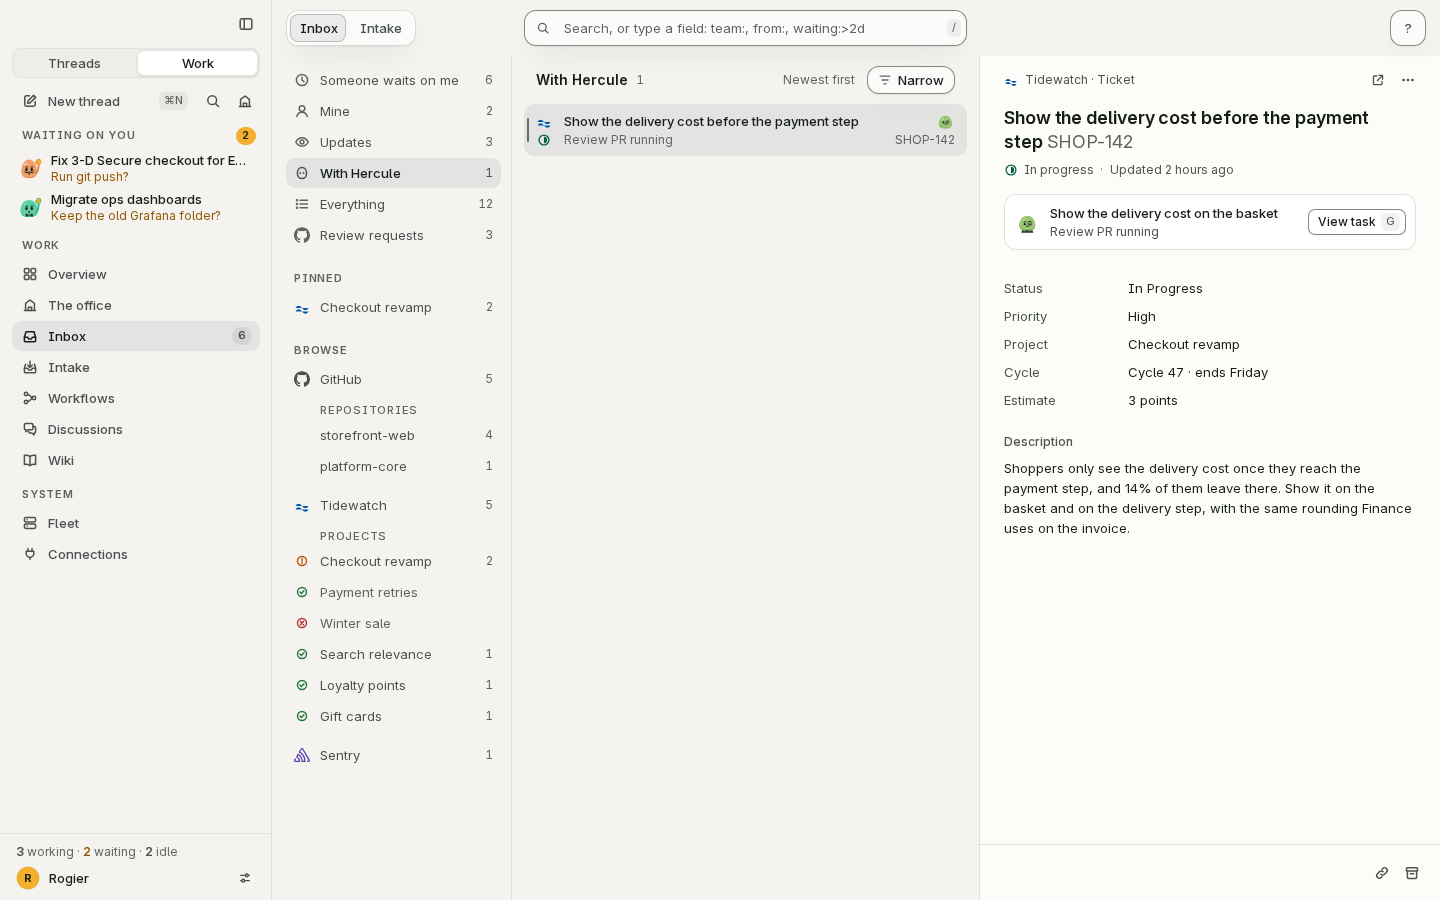 Threads
Work
New thread
⌘N
WAITING ON YOU
2
Fix 3-D Secure checkout for E…
Run git push?
Migrate ops dashboards
Keep the old Grafana folder?
WORK
Overview
The office
Inbox
6
Intake
Workflows
Discussions
Wiki
SYSTEM
Fleet
Connections
3 working · 2 waiting · 2 idle
R
Rogier
Inbox
Intake
Someone waits on me
6
Mine
2
Updates
3
With Hercule
1
Everything
12
Review requests
3
PINNED
Checkout revamp
2
BROWSE
GitHub
5
REPOSITORIES
storefront-web
4
platform-core
1
Tidewatch
5
PROJECTS
Checkout revamp
2
Payment retries
Winter sale
Search relevance
1
Loyalty points
1
Gift cards
1
Sentry
1
Search, or type a field: team:, from:, waiting:>2d
/
?
With Hercule 1
Newest first
Narrow
Show the delivery cost before the payment step
Review PR running
SHOP-142
Tidewatch · Ticket
Show the delivery cost before the payment
step SHOP-142
In progress · Updated 2 hours ago
Show the delivery cost on the basket
Review PR running
View task
G
Status
In Progress
Priority
High
Project
Checkout revamp
Cycle
Cycle 47 · ends Friday
Estimate
3 points
Description
Shoppers only see the delivery cost once they reach the
payment step, and 14% of them leave there. Show it on the
basket and on the delivery step, with the same rounding Finance
uses on the invoice.